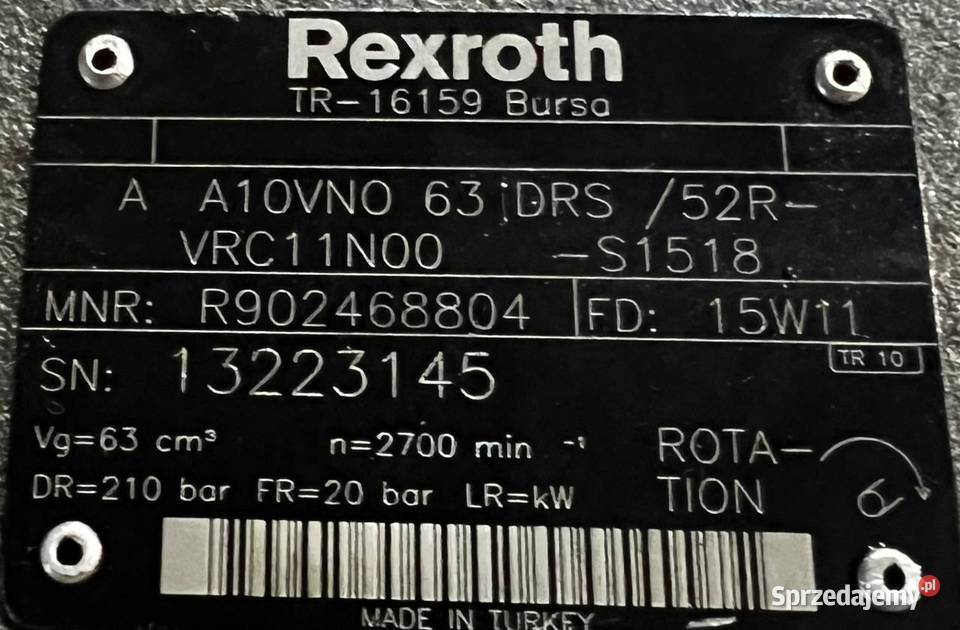 Rexroth
TR-16159 Bursa
A A10VNO 63 DRS /52R-
VRC11N00 -S1518
MNR: R902468804 FD: 15W11
TR 10
SN: 13223145
Vg=63 cm³ n=2700 min ⁻¹ ROTA-
DR=210 bar FR=20 bar LR=kW TION
MADE IN TURKEY
Sprzedajemy.pl